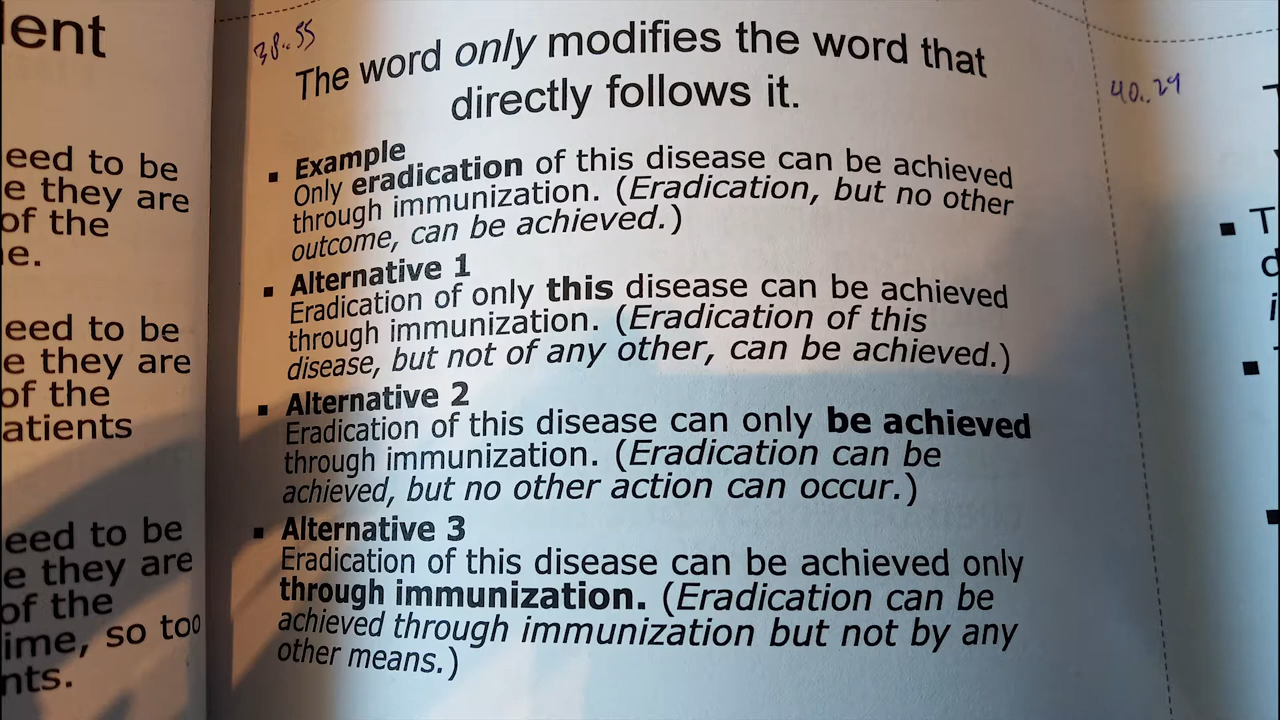 ent
eed to be
e they are
of the
e.
eed to be
e they are
of the
atients
eed to be
e they are
of the
ime, so too
nts.
38..55
The word only modifies the word that
directly follows it.
▪ Example
Only eradication of this disease can be achieved
through immunization. (Eradication, but no other
outcome, can be achieved.)
▪ Alternative 1
Eradication of only this disease can be achieved
through immunization. (Eradication of this
disease, but not of any other, can be achieved.)
▪ Alternative 2
Eradication of this disease can only be achieved
through immunization. (Eradication can be
achieved, but no other action can occur.)
▪ Alternative 3
Eradication of this disease can be achieved only
through immunization. (Eradication can be
achieved through immunization but not by any
other means.)
40..29
▪ T
d
i
▪
▪